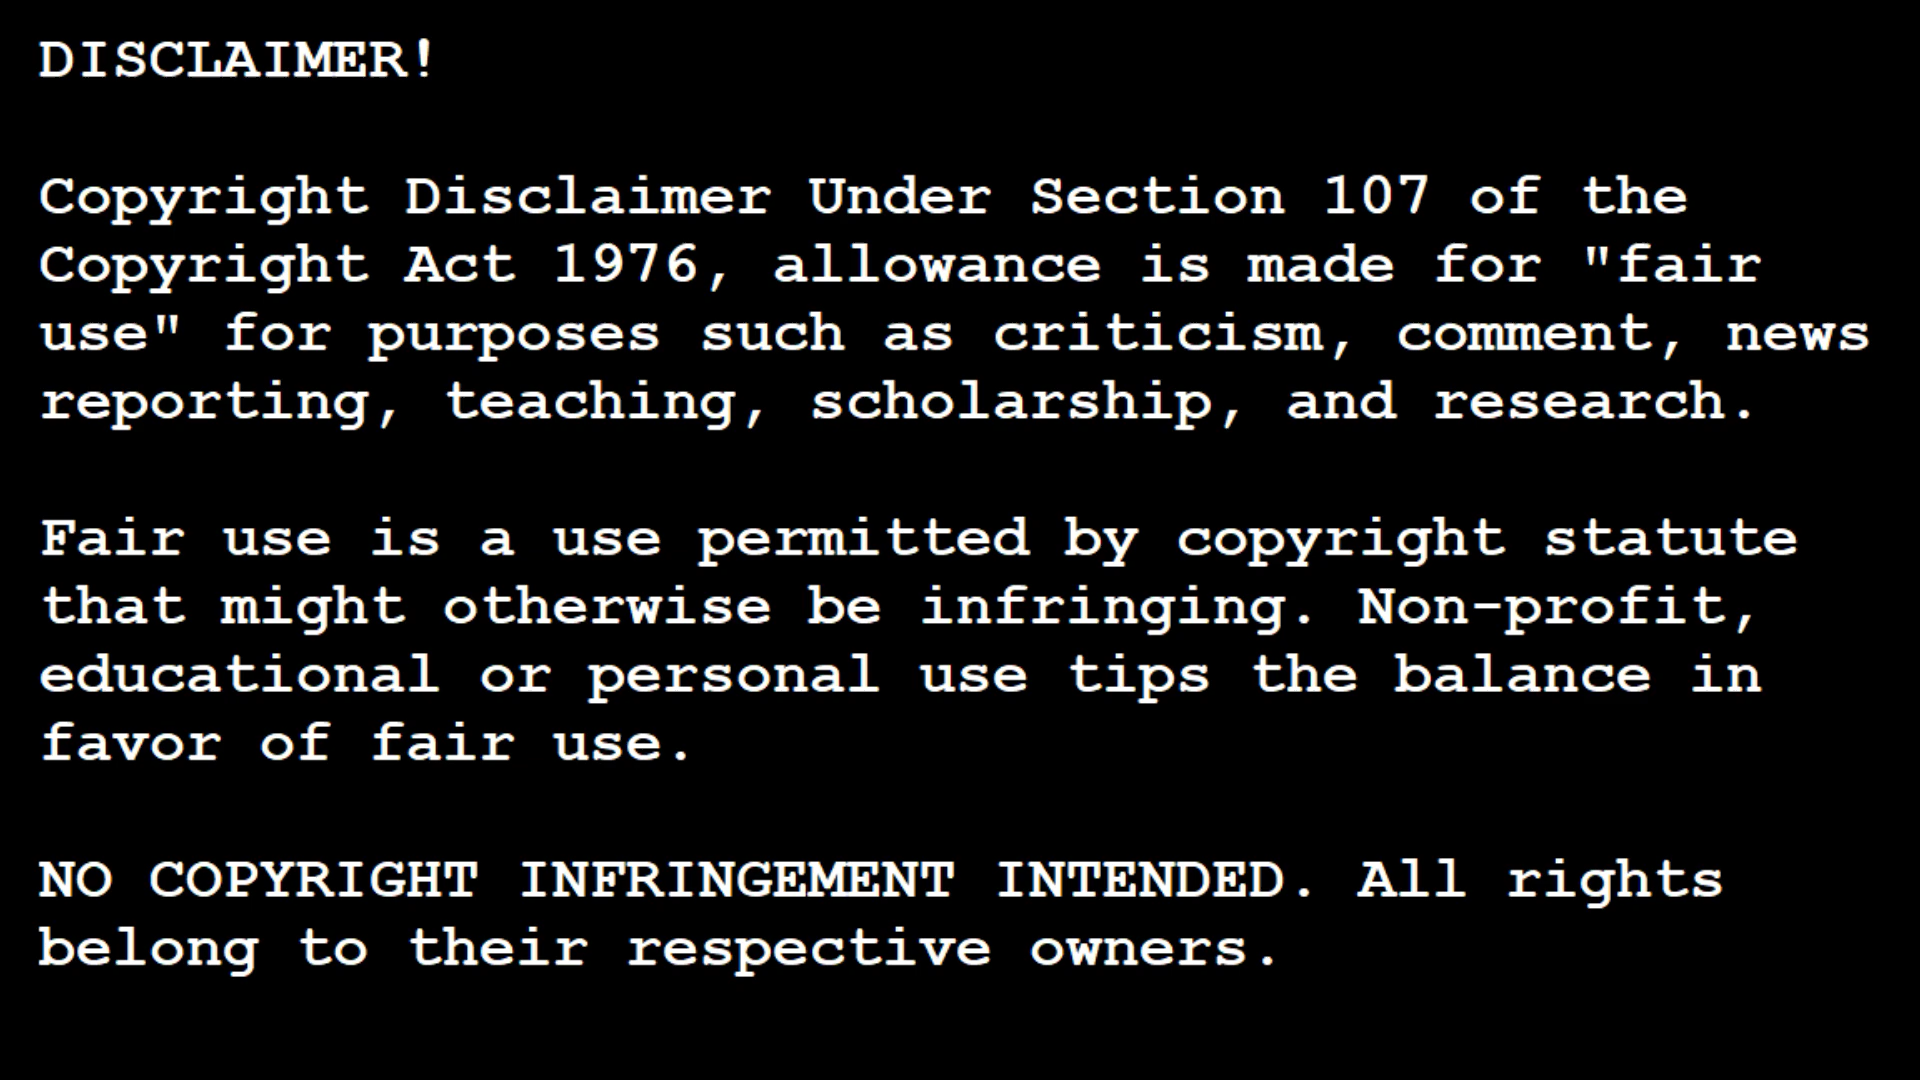 DISCLAIMER!
Copyright Disclaimer Under Section 107 of the
Copyright Act 1976, allowance is made for "fair
use" for purposes such as criticism, comment, news
reporting, teaching, scholarship, and research.
Fair use is a use permitted by copyright statute
that might otherwise be infringing. Non-profit,
educational or personal use tips the balance in
favor of fair use.
NO COPYRIGHT INFRINGEMENT INTENDED. All rights
belong to their respective owners.